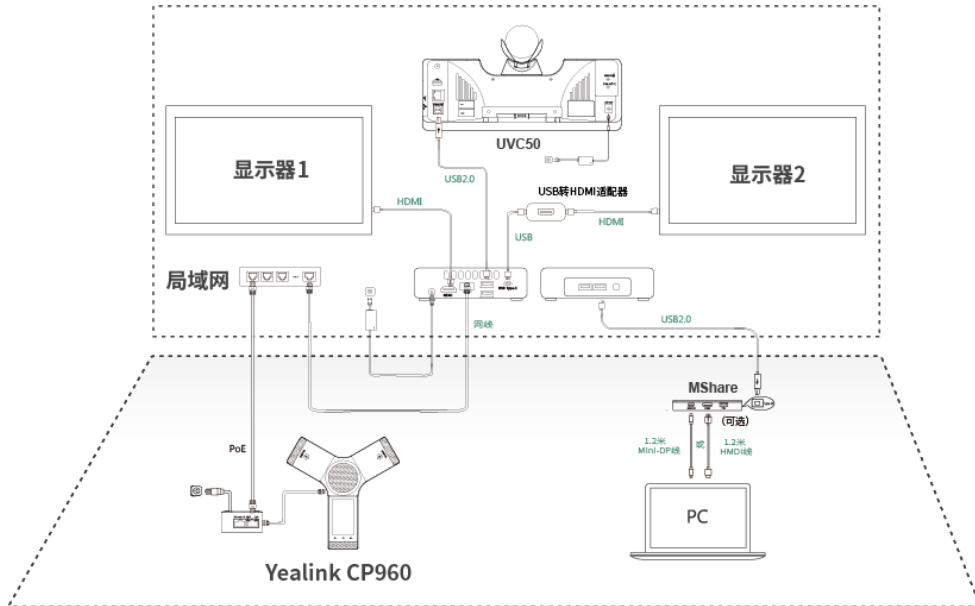 UVC50
显示器1
显示器2
USB2.0
USB转HDMI适配器
HDMI
HDMI
USB
局域网
网线
USB2.0
MShare
(可选)
PoE
1.2米
Mini-DP线
或
1.2米
HMDI线
PC
Yealink CP960